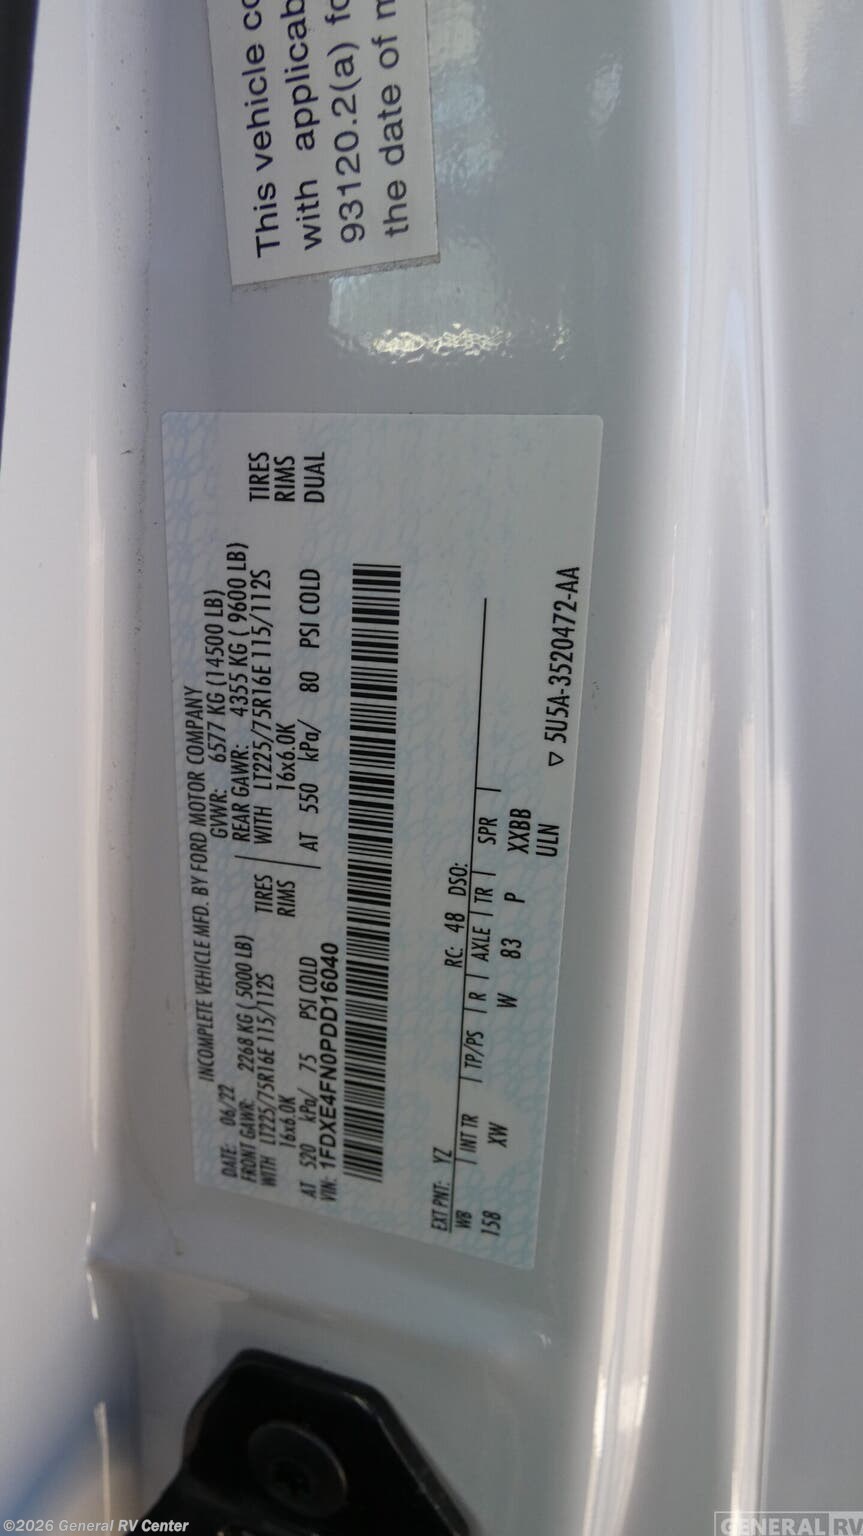 This vehicle
with applicab
93120.2(a) fo
the date of m
INCOMPLETE VEHICLE MFD. BY FORD MOTOR COMPANY
DATE: 06/22 GVWR: 6577 KG (14500 LB)
FRONT GAWR: 2268 KG ( 5000 LB) REAR GAWR: 4355 KG ( 9600 LB)
WITH LT225/75R16E 115/112S TIRES WITH LT225/75R16E 115/112S TIRES
16x6.0K RIMS 16x6.0K RIMS
AT 520 kPa/ 75 PSI COLD AT 550 kPa/ 80 PSI COLD DUAL
VIN: 1FDXE4FN0PDD16040
EXT PNT: YZ RC: 48 DSO:
WB INT TR TP/PS R AXLE TR SPR
158 XW W 83 P XXBB
ULN
▽ 5U5A-3520472-AA
©2026 General RV Center
GENERAL RV